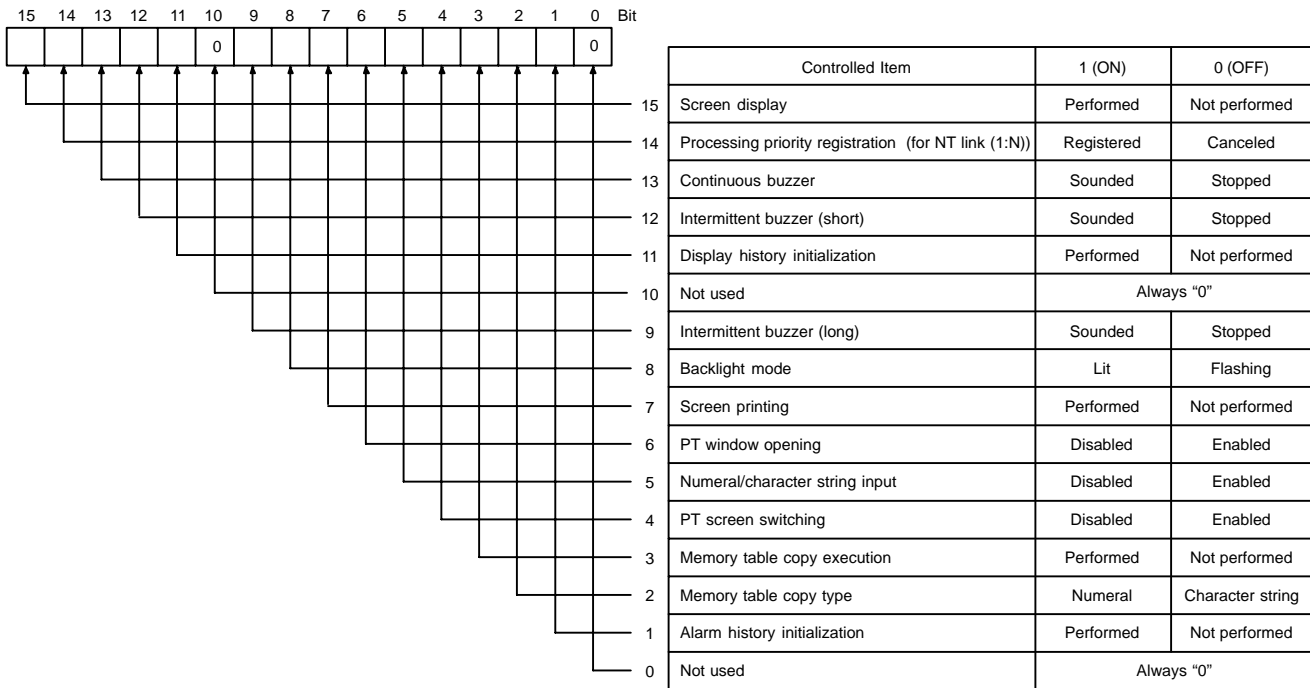 15 14 13 12 11 10 9 8 7 6 5 4 3 2 1 0 Bit
0 0
Controlled Item 1 (ON) 0 (OFF)
15 Screen display Performed Not performed
14 Processing priority registration (for NT link (1:N)) Registered Canceled
13 Continuous buzzer Sounded Stopped
12 Intermittent buzzer (short) Sounded Stopped
11 Display history initialization Performed Not performed
10 Not used Always “0”
9 Intermittent buzzer (long) Sounded Stopped
8 Backlight mode Lit Flashing
7 Screen printing Performed Not performed
6 PT window opening Disabled Enabled
5 Numeral/character string input Disabled Enabled
4 PT screen switching Disabled Enabled
3 Memory table copy execution Performed Not performed
2 Memory table copy type Numeral Character string
1 Alarm history initialization Performed Not performed
0 Not used Always “0”